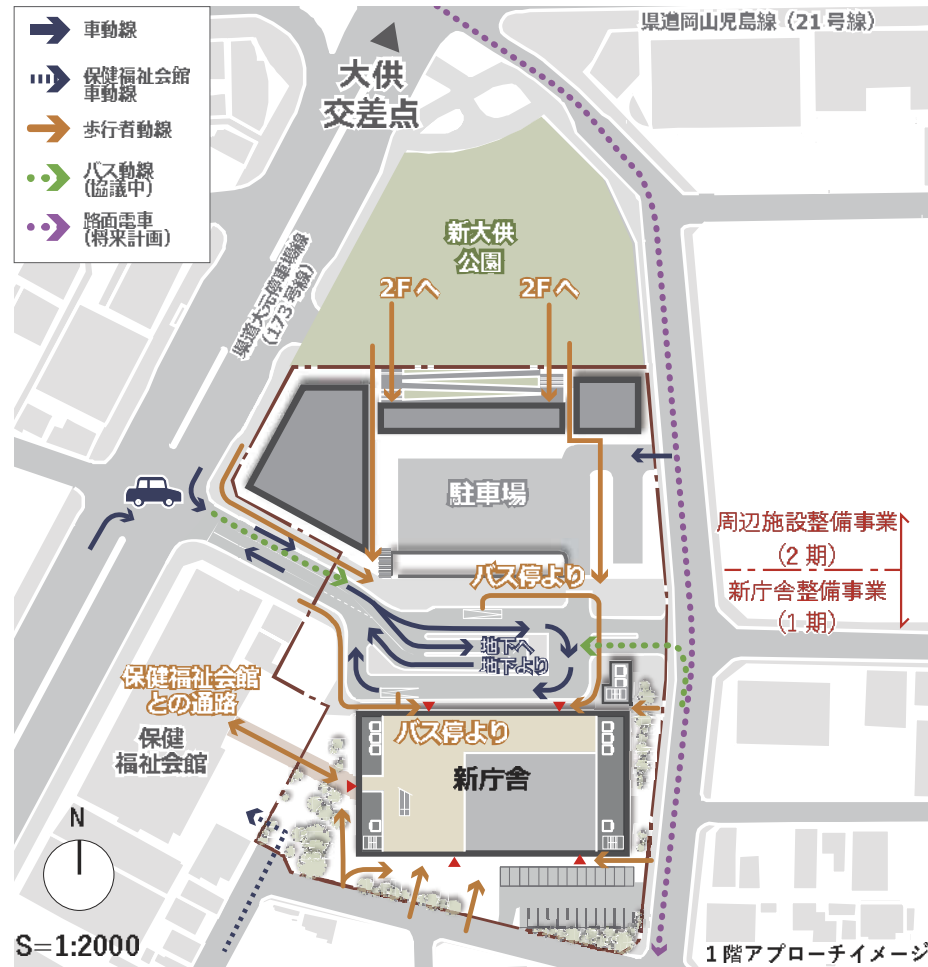 車動線
保健福祉会館
車動線
歩行者動線
バス動線
(協議中)
路面電車
(将来計画)
県道岡山児島線（21号線）
大供
交差点
県道大元停車場線
（173号線）
新大供
公園
2Fへ
2Fへ
駐車場
周辺施設整備事業
(2期)
新庁舎整備事業
(1期)
バス停より
地下へ
地下より
保健福祉会館
との通路
保健
福祉会館
バス停より
新庁舎
N
S=1:2000
1階アプローチイメージ